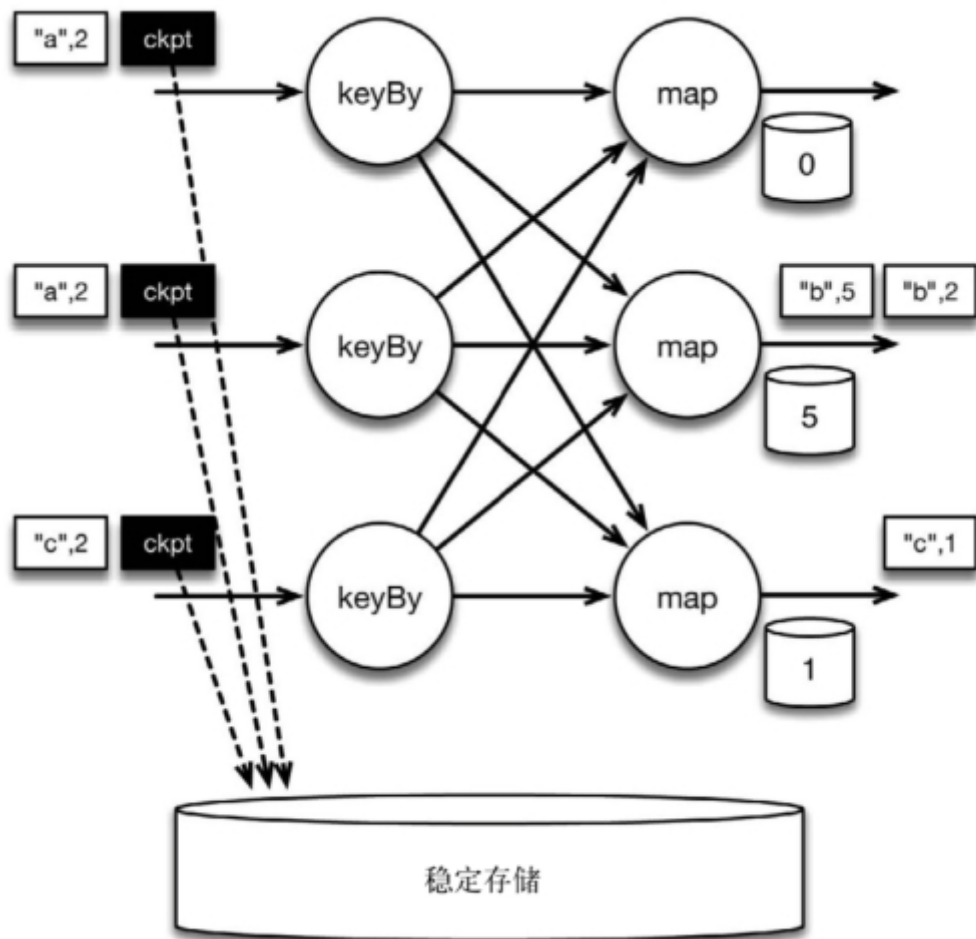 "a",2 ckpt
keyBy map
0
"a",2 ckpt
"b",5 "b",2
keyBy map
5
"c",2 ckpt
"c",1
keyBy map
1
稳定存储